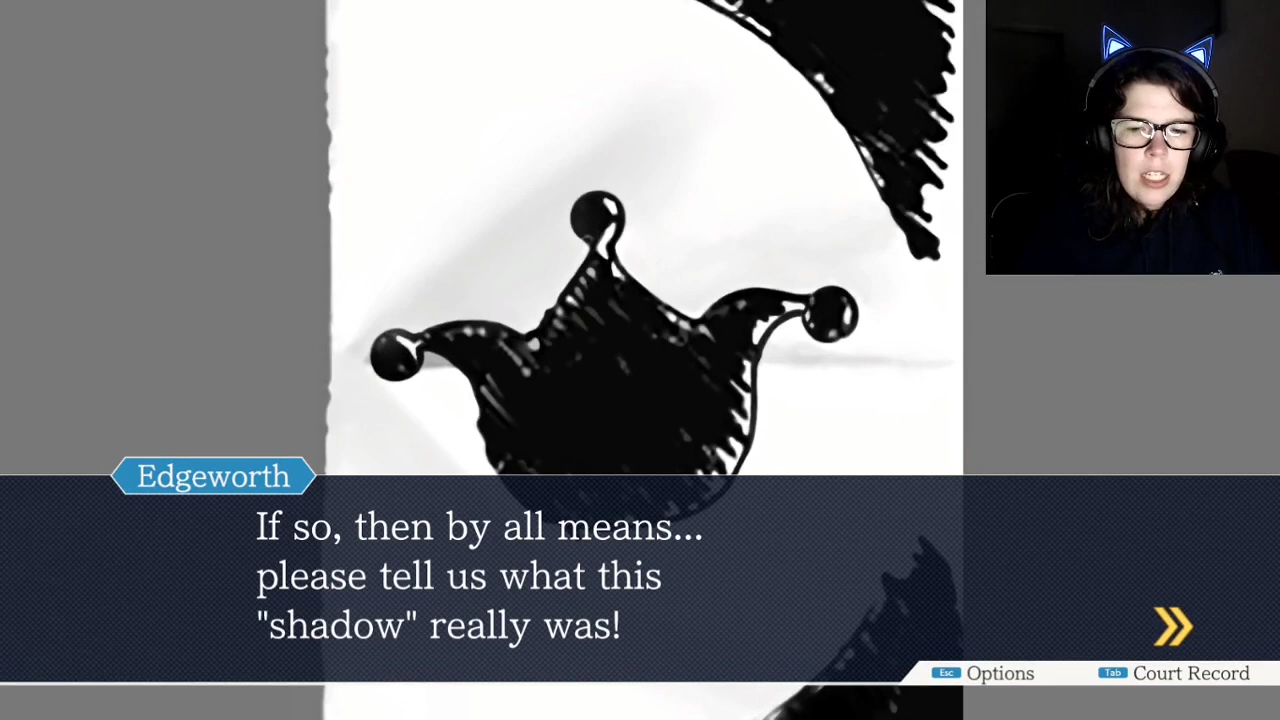 Edgeworth
If so, then by all means...
please tell us what this
"shadow" really was!
Esc Options
Tab Court Record